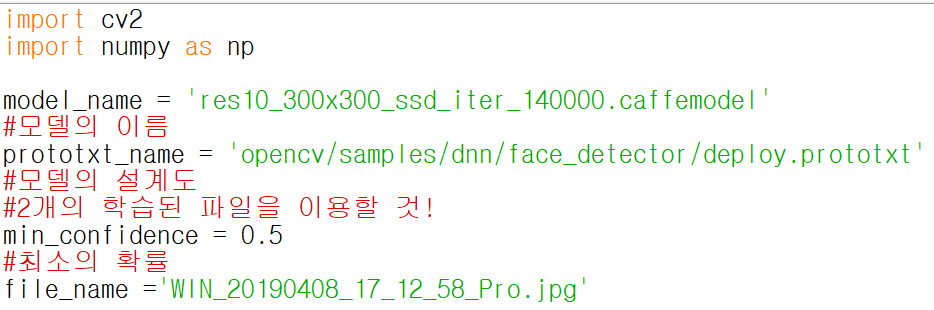 import cv2
import numpy as np
model_name = 'res10_300x300_ssd_iter_140000.caffemodel'
#모델의 이름
prototxt_name = 'opencv/samples/dnn/face_detector/deploy.prototxt'
#모델의 설계도
#2개의 학습된 파일을 이용할 것!
min_confidence = 0.5
#최소의 확률
file_name ='WIN_20190408_17_12_58_Pro.jpg'